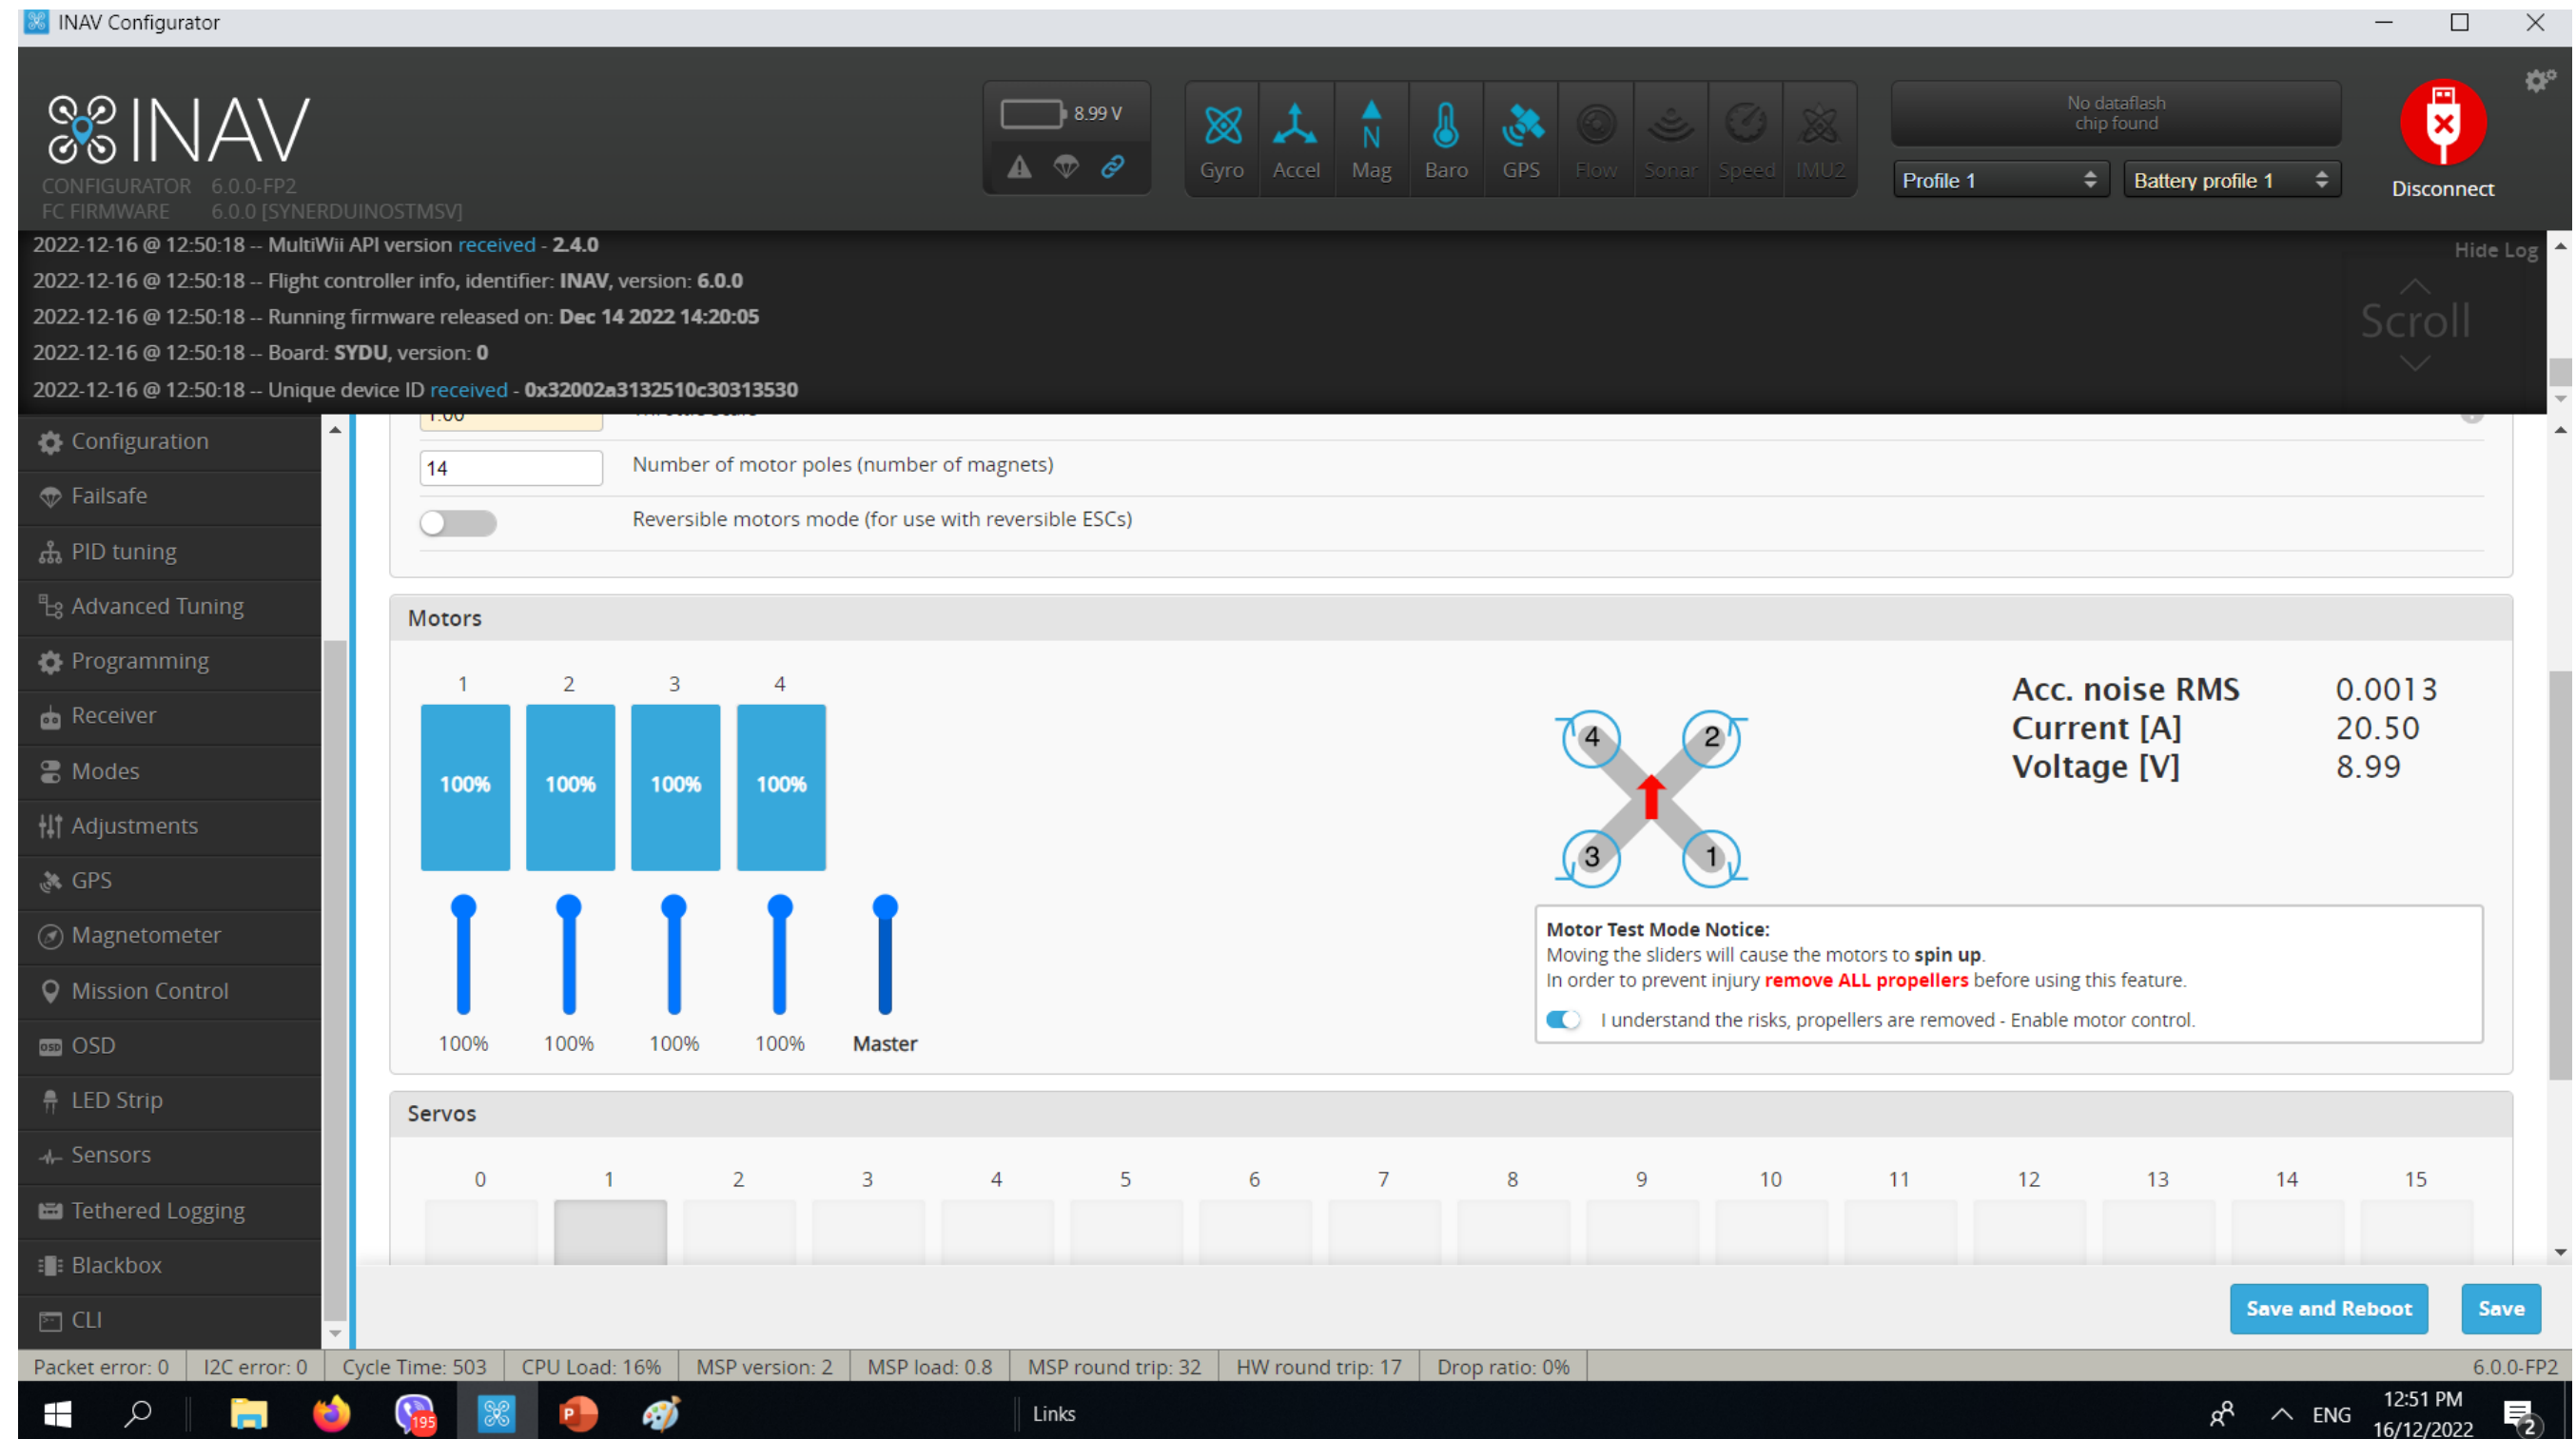 INAV Configurator
8.99 V
INAV
CONFIGURATOR 6.0.0-FP2
FC FIRMWARE 6.0.0 [SYNERDUINOSTMSV]
Gyro Accel Mag Baro GPS Flow Sonar Speed IMU2
No dataflash
chip found
Profile 1 Battery profile 1
Disconnect
2022-12-16 @ 12:50:18 -- MultiWii API version received - 2.4.0
2022-12-16 @ 12:50:18 -- Flight controller info, identifier: INAV, version: 6.0.0
2022-12-16 @ 12:50:18 -- Running firmware released on: Dec 14 2022 14:20:05
2022-12-16 @ 12:50:18 -- Board: SYDU, version: 0
2022-12-16 @ 12:50:18 -- Unique device ID received - 0x32002a3132510c30313530
Hide Log
Scroll
Configuration
Failsafe
PID tuning
Advanced Tuning
Programming
Receiver
Modes
Adjustments
GPS
Magnetometer
Mission Control
OSD
OSD
LED Strip
Sensors
Tethered Logging
Blackbox
CLI
14 Number of motor poles (number of magnets)
Reversible motors mode (for use with reversible ESCs)
Motors
1 2 3 4
100% 100% 100% 100%
100% 100% 100% 100% Master
4 2
3 1
Acc. noise RMS 0.0013
Current [A] 20.50
Voltage [V] 8.99
Motor Test Mode Notice:
Moving the sliders will cause the motors to spin up.
In order to prevent injury remove ALL propellers before using this feature.
I understand the risks, propellers are removed - Enable motor control.
Servos
0 1 2 3 4 5 6 7 8 9 10 11 12 13 14 15
Save and Reboot Save
Packet error: 0 I2C error: 0 Cycle Time: 503 CPU Load: 16% MSP version: 2 MSP load: 0.8 MSP round trip: 32 HW round trip: 17 Drop ratio: 0% 6.0.0-FP2
195
P
Links
ENG
12:51 PM
16/12/2022
2